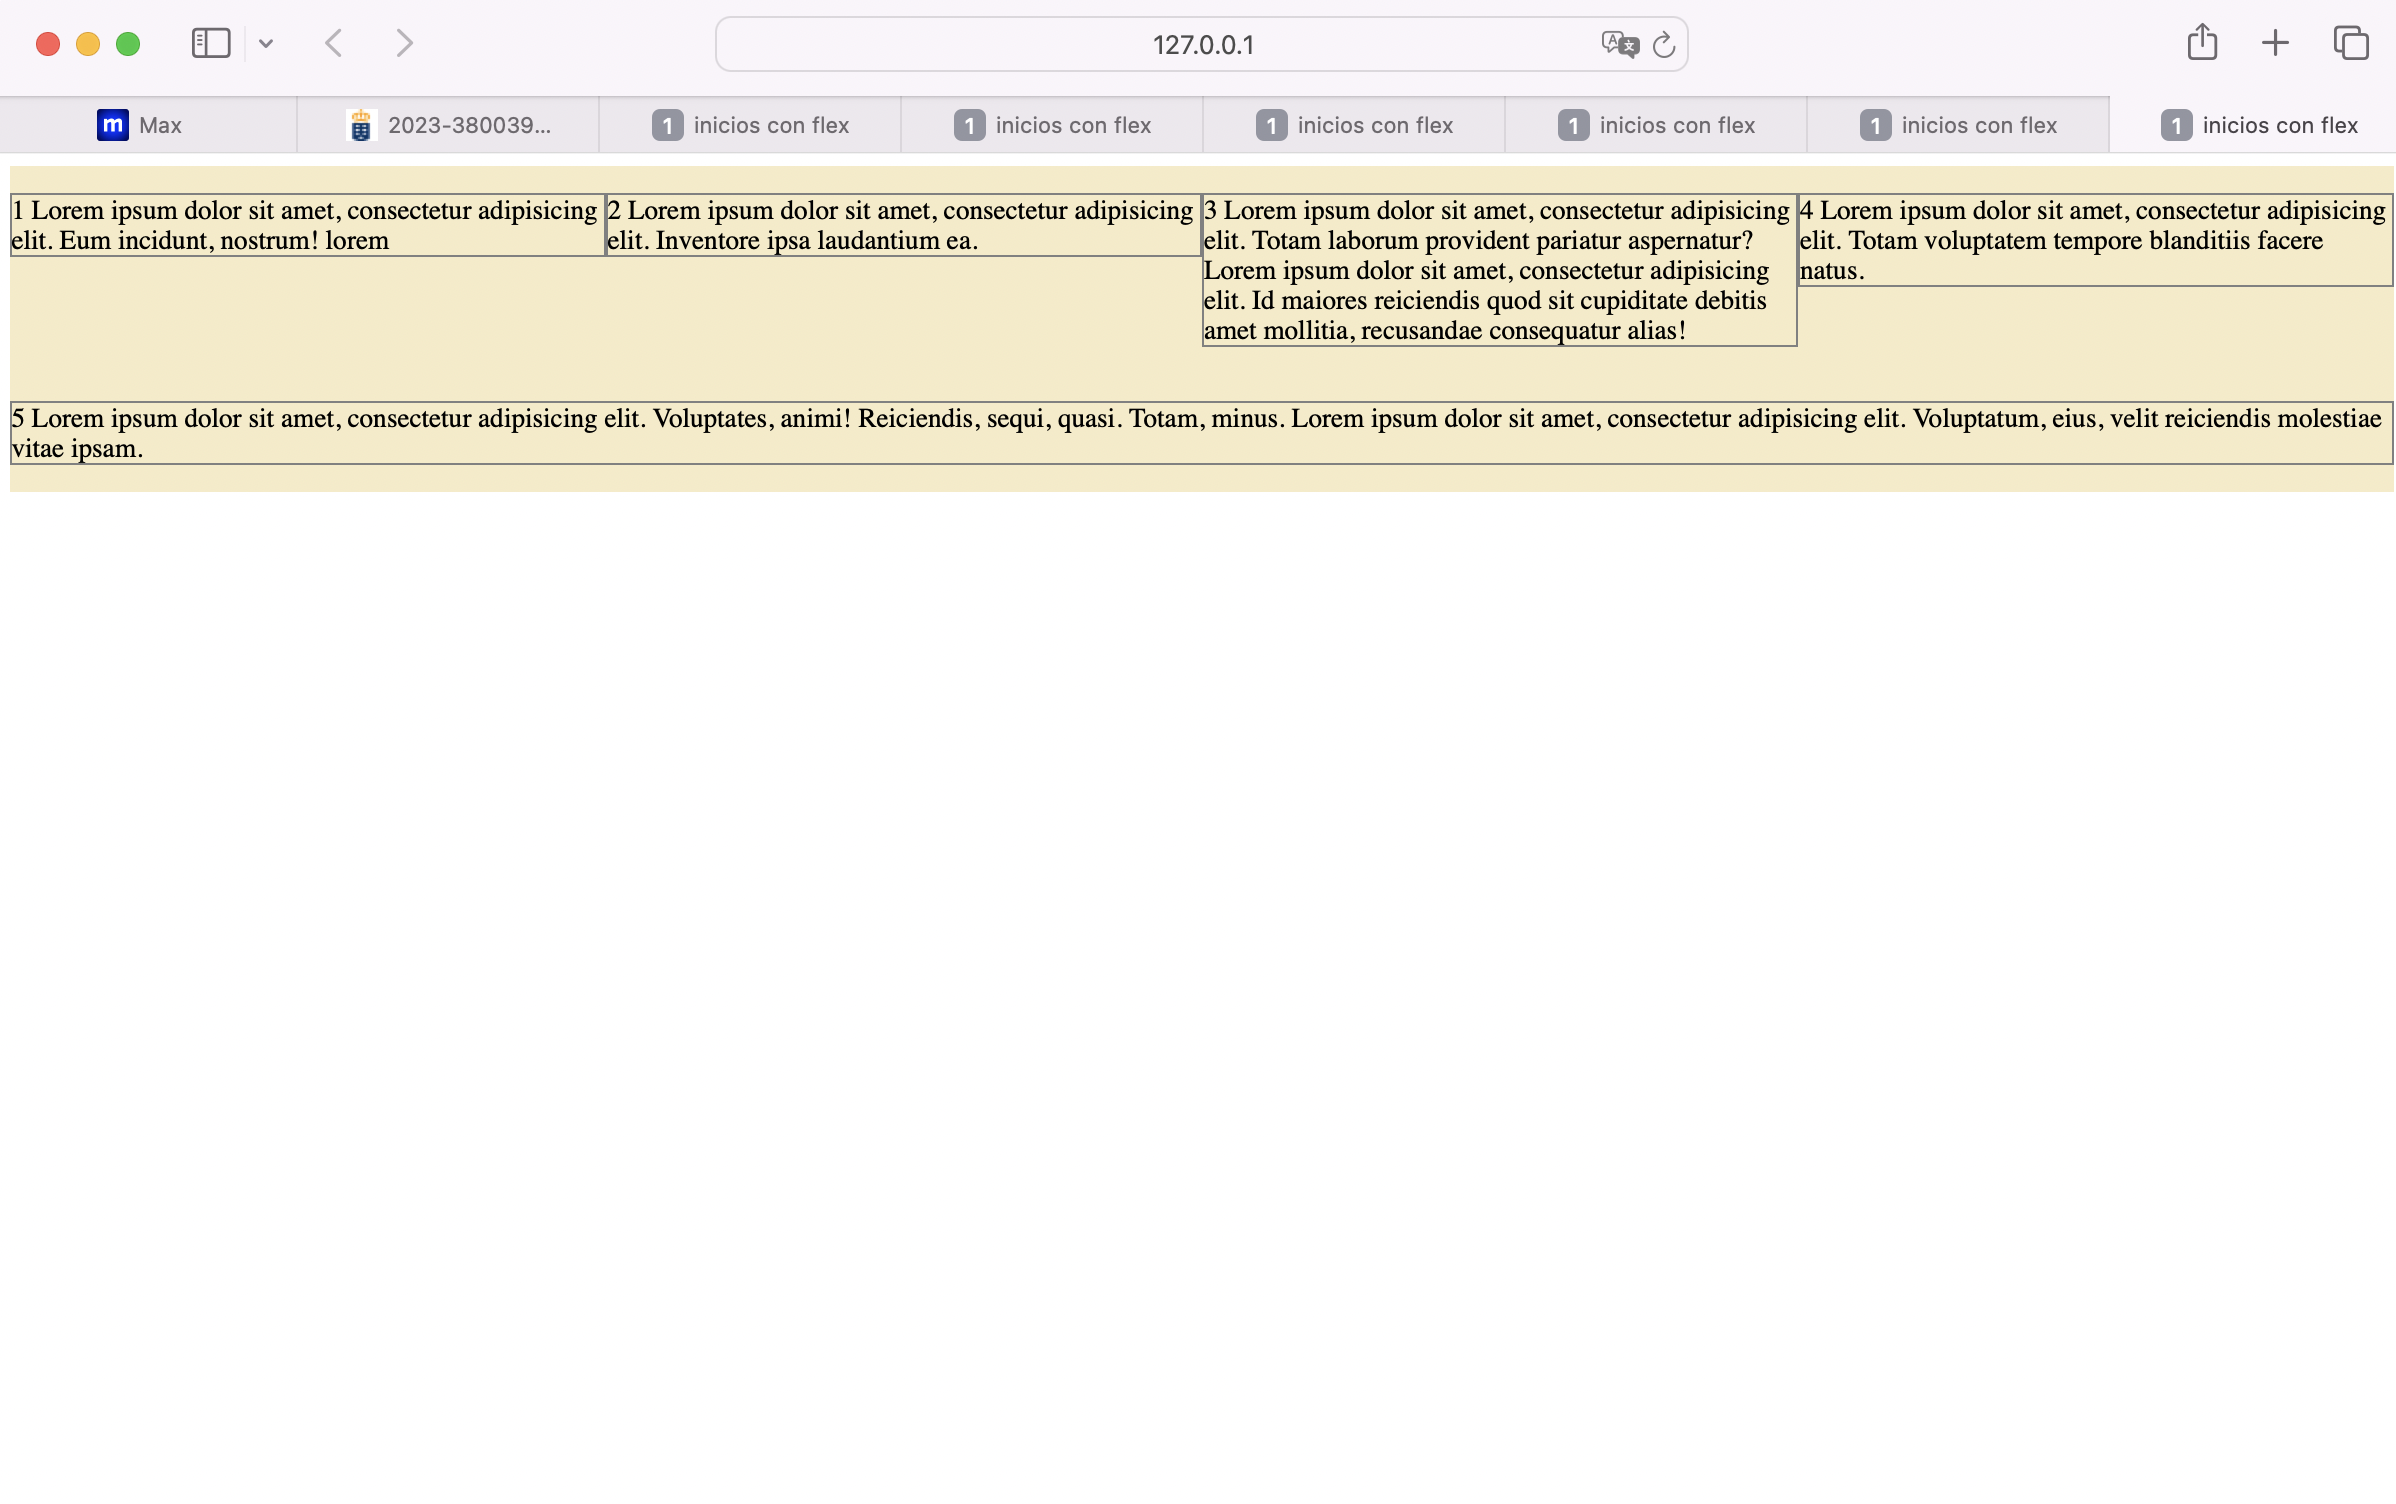 127.0.0.1
m Max
2023-380039...
1 inicios con flex
1 inicios con flex
1 inicios con flex
1 inicios con flex
1 inicios con flex
1 inicios con flex
1 Lorem ipsum dolor sit amet, consectetur adipisicing
elit. Eum incidunt, nostrum! lorem
2 Lorem ipsum dolor sit amet, consectetur adipisicing
elit. Inventore ipsa laudantium ea.
3 Lorem ipsum dolor sit amet, consectetur adipisicing
elit. Totam laborum provident pariatur aspernatur?
Lorem ipsum dolor sit amet, consectetur adipisicing
elit. Id maiores reiciendis quod sit cupiditate debitis
amet mollitia, recusandae consequatur alias!
4 Lorem ipsum dolor sit amet, consectetur adipisicing
elit. Totam voluptatem tempore blanditiis facere
natus.
5 Lorem ipsum dolor sit amet, consectetur adipisicing elit. Voluptates, animi! Reiciendis, sequi, quasi. Totam, minus. Lorem ipsum dolor sit amet, consectetur adipisicing elit. Voluptatum, eius, velit reiciendis molestiae
vitae ipsam.